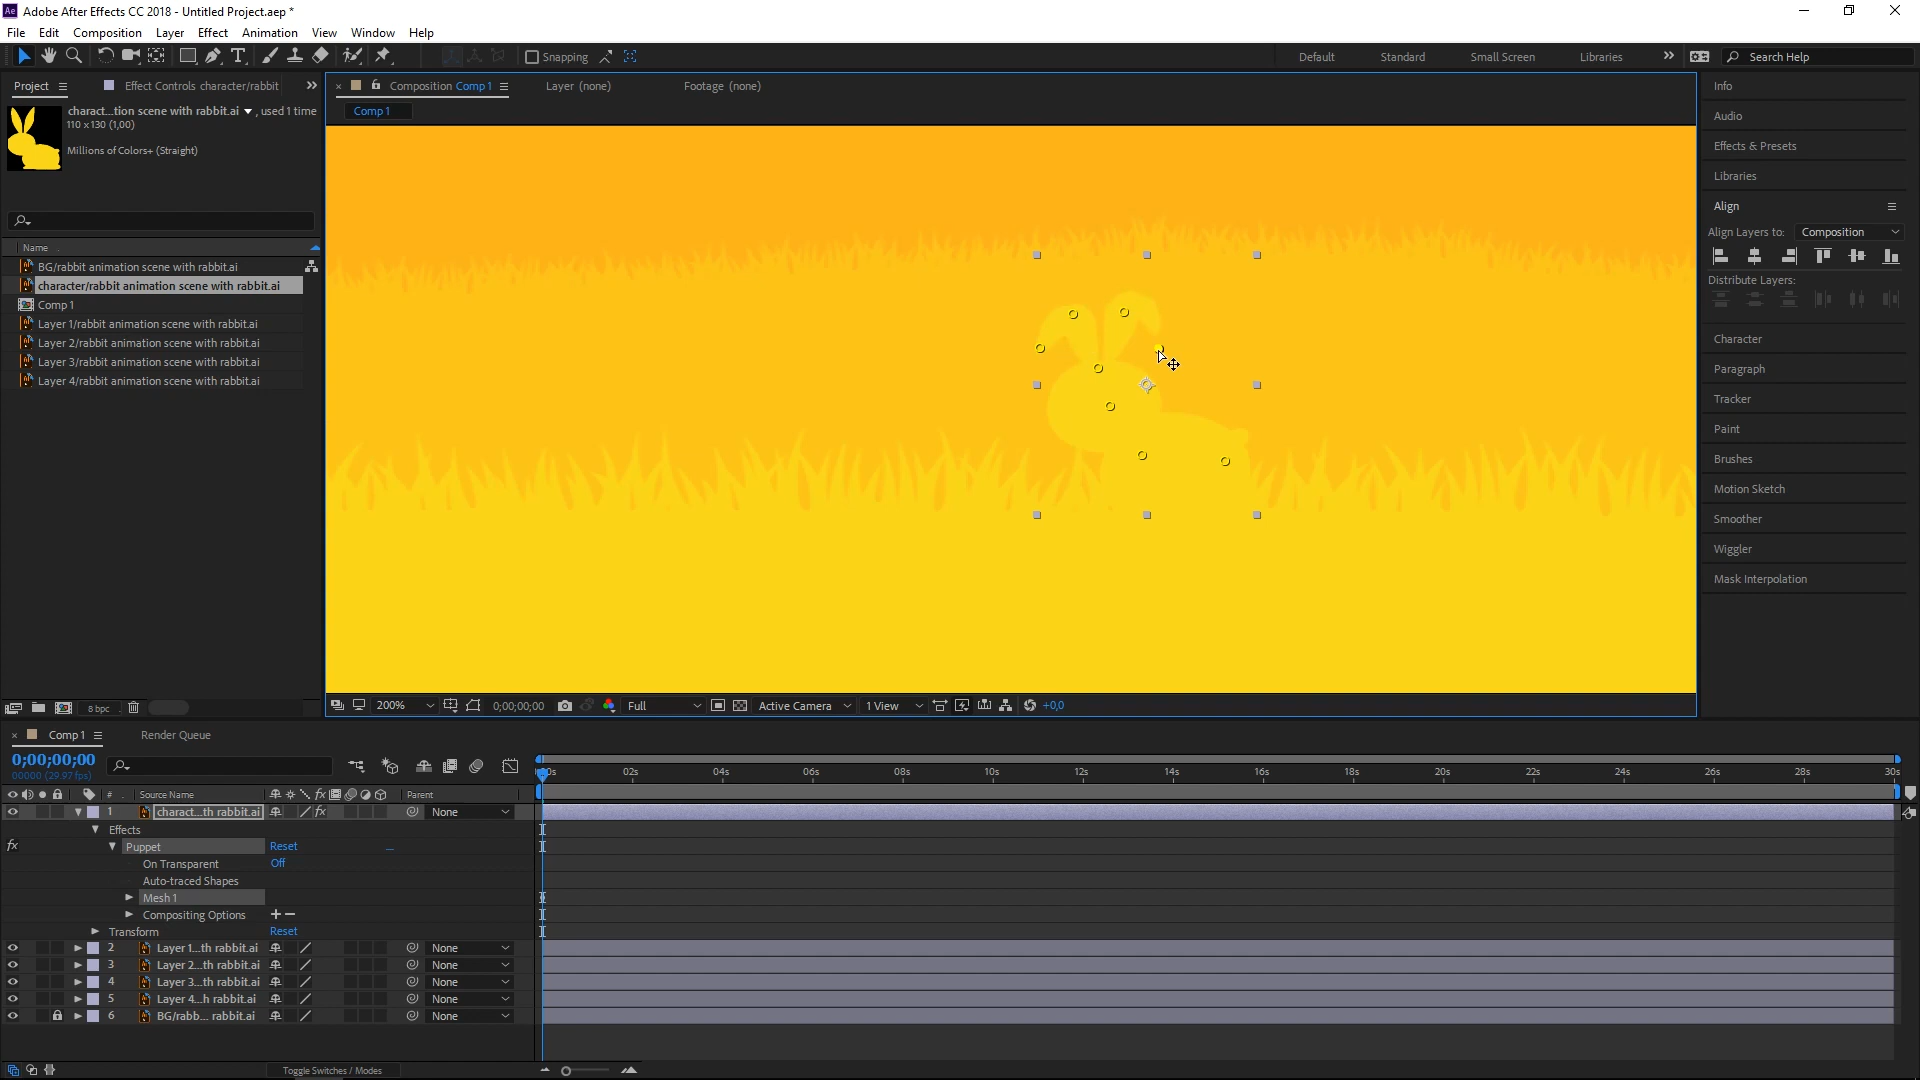 Adobe After Effects CC 2018 - Untitled Project.aep *
File Edit Composition Layer Effect Animation View Window Help
Snapping Default Standard Small Screen Libraries Search Help
Project Effect Controls character/rabbit
charact...tion scene with rabbit.ai , used 1 time
110 x 130 (1,00)
Millions of Colors+ (Straight)
Name
BG/rabbit animation scene with rabbit.ai
character/rabbit animation scene with rabbit.ai
Comp 1
Layer 1/rabbit animation scene with rabbit.ai
Layer 2/rabbit animation scene with rabbit.ai
Layer 3/rabbit animation scene with rabbit.ai
Layer 4/rabbit animation scene with rabbit.ai
8 bpc
Composition Comp 1 Layer (none) Footage (none)
Comp 1
200% 0;00;00;00 Full Active Camera 1 View +0,0
Info
Audio
Effects & Presets
Libraries
Align
Align Layers to: Composition
Distribute Layers:
Character
Paragraph
Tracker
Paint
Brushes
Motion Sketch
Smoother
Wiggler
Mask Interpolation
Comp 1 Render Queue
0;00;00;00
00000 (29.97 fps)
02s 04s 06s 08s 10s 12s 14s 16s 18s 20s 22s 24s 26s 28s 30s
# Source Name Parent
1 charact...th rabbit.ai None
Effects
fx Puppet Reset
On Transparent Off
Auto-traced Shapes
Mesh 1
Compositing Options
Transform Reset
2 Layer 1...th rabbit.ai None
3 Layer 2...th rabbit.ai None
4 Layer 3...th rabbit.ai None
5 Layer 4...h rabbit.ai None
6 BG/rabb... rabbit.ai None
Toggle Switches / Modes